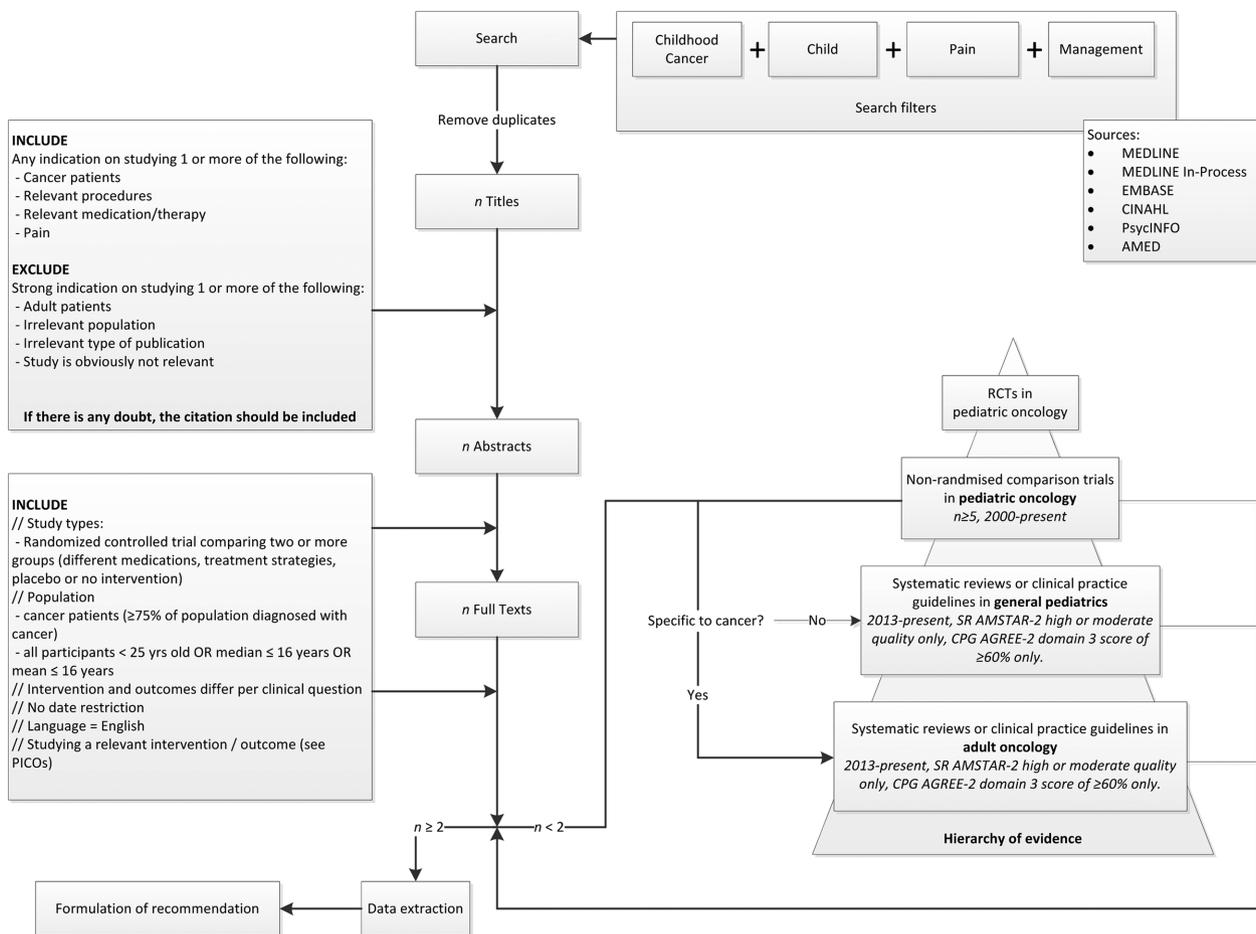 Search
Childhood
Cancer
+
Child
+
Pain
+
Management
Search filters
Remove duplicates
Sources:
• MEDLINE
• MEDLINE In-Process
• EMBASE
• CINAHL
• PsycINFO
• AMED
n Titles
INCLUDE
Any indication on studying 1 or more of the following:
- Cancer patients
- Relevant procedures
- Relevant medication/therapy
- Pain
EXCLUDE
Strong indication on studying 1 or more of the following:
- Adult patients
- Irrelevant population
- Irrelevant type of publication
- Study is obviously not relevant
If there is any doubt, the citation should be included
n Abstracts
INCLUDE
// Study types:
- Randomized controlled trial comparing two or more
groups (different medications, treatment strategies,
placebo or no intervention)
// Population
- cancer patients (≥75% of population diagnosed with
cancer)
- all participants < 25 yrs old OR median ≤ 16 years OR
mean ≤ 16 years
// Intervention and outcomes differ per clinical question
// No date restriction
// Language = English
// Studying a relevant intervention / outcome (see
PICOs)
n Full Texts
RCTs in
pediatric oncology
Non-randmised comparison trials
in pediatric oncology
n≥5, 2000-present
Specific to cancer?
No
Yes
Systematic reviews or clinical practice
guidelines in general pediatrics
2013-present, SR AMSTAR-2 high or moderate
quality only, CPG AGREE-2 domain 3 score of
≥60% only.
Systematic reviews or clinical practice guidelines in
adult oncology
2013-present, SR AMSTAR-2 high or moderate quality
only, CPG AGREE-2 domain 3 score of ≥60% only.
Hierarchy of evidence
n ≥ 2
n < 2
Data extraction
Formulation of recommendation